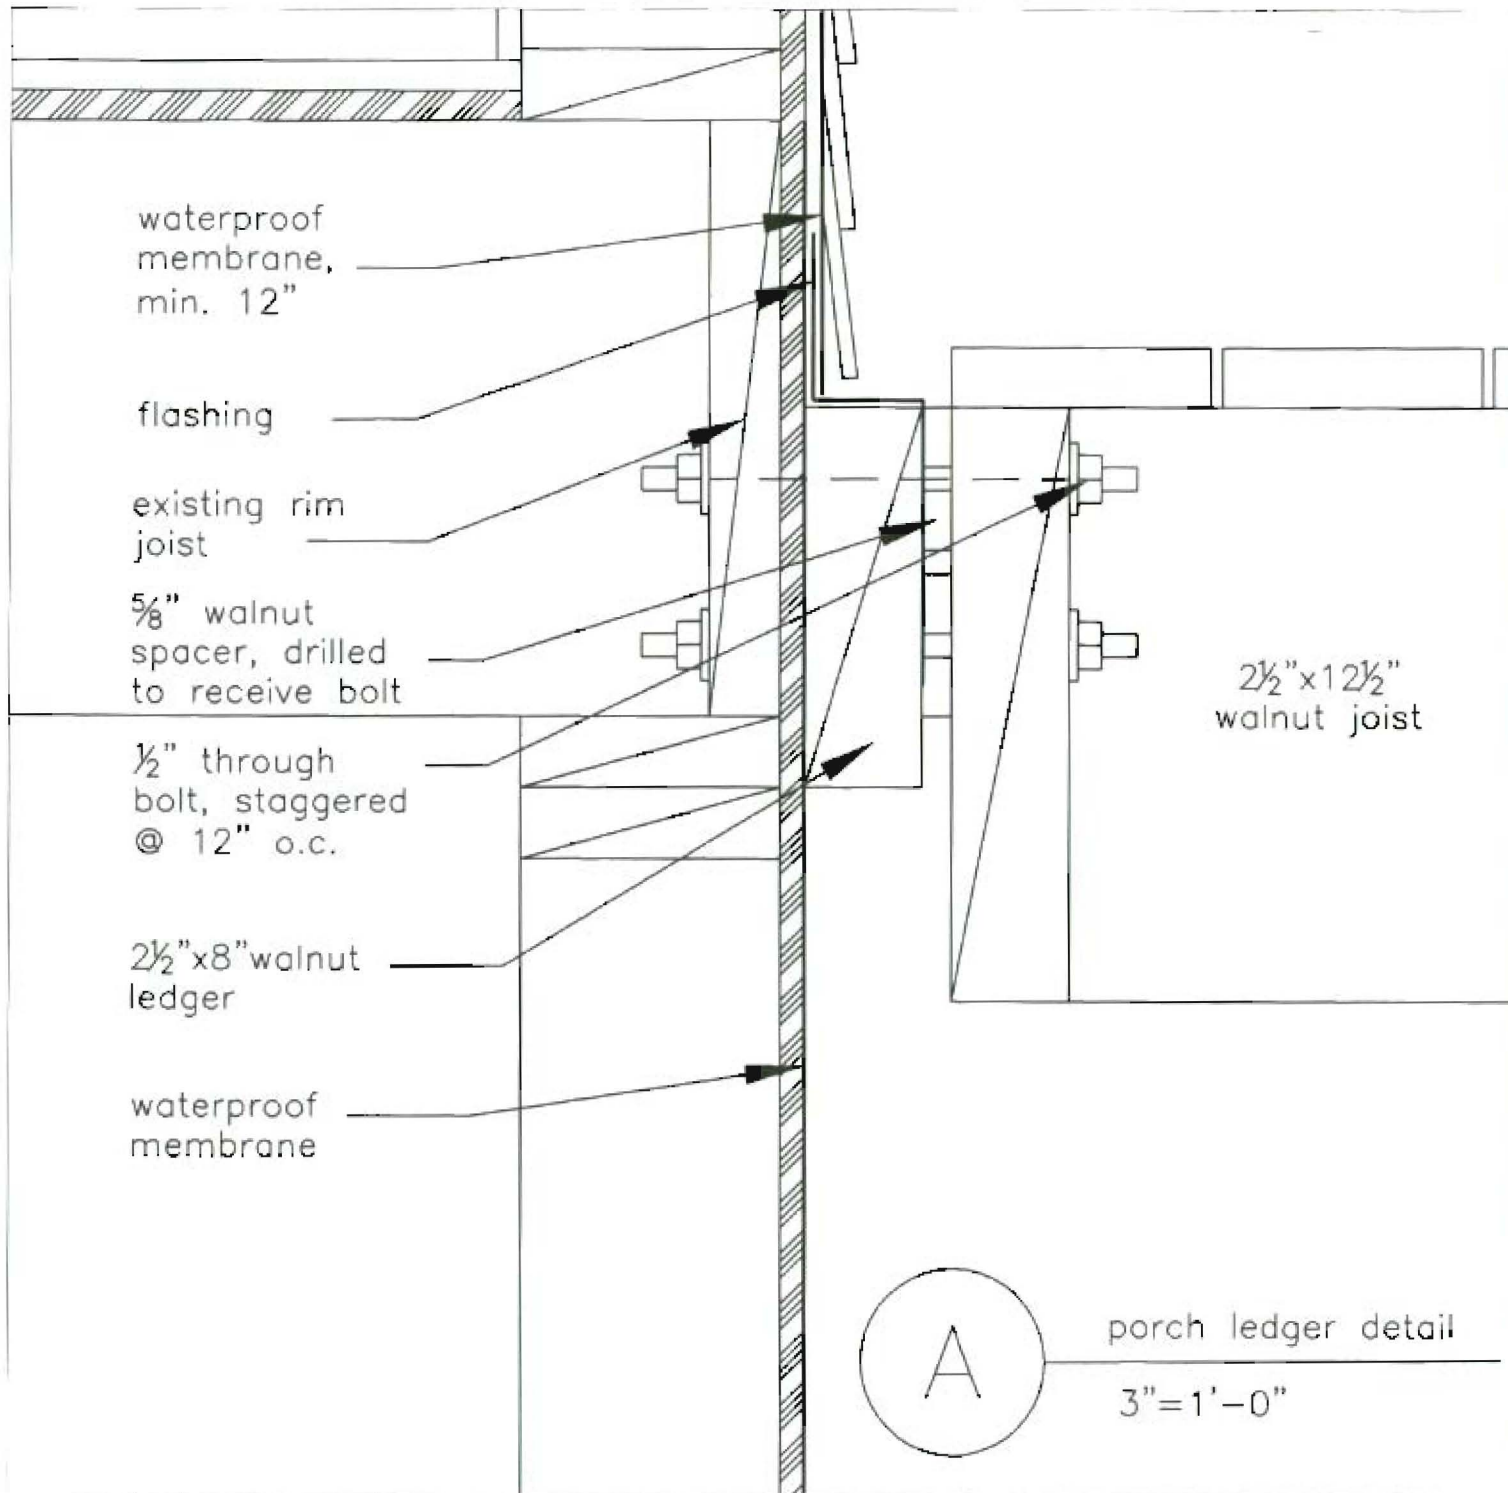 waterproof
membrane,
min. 12"
flashing
existing rim
joist
⅝" walnut
spacer, drilled
to receive bolt
½" through
bolt, staggered
@ 12" o.c.
2½"x8"walnut
ledger
waterproof
membrane
2½"x12½"
walnut joist
A
porch ledger detail
3"=1'-0"